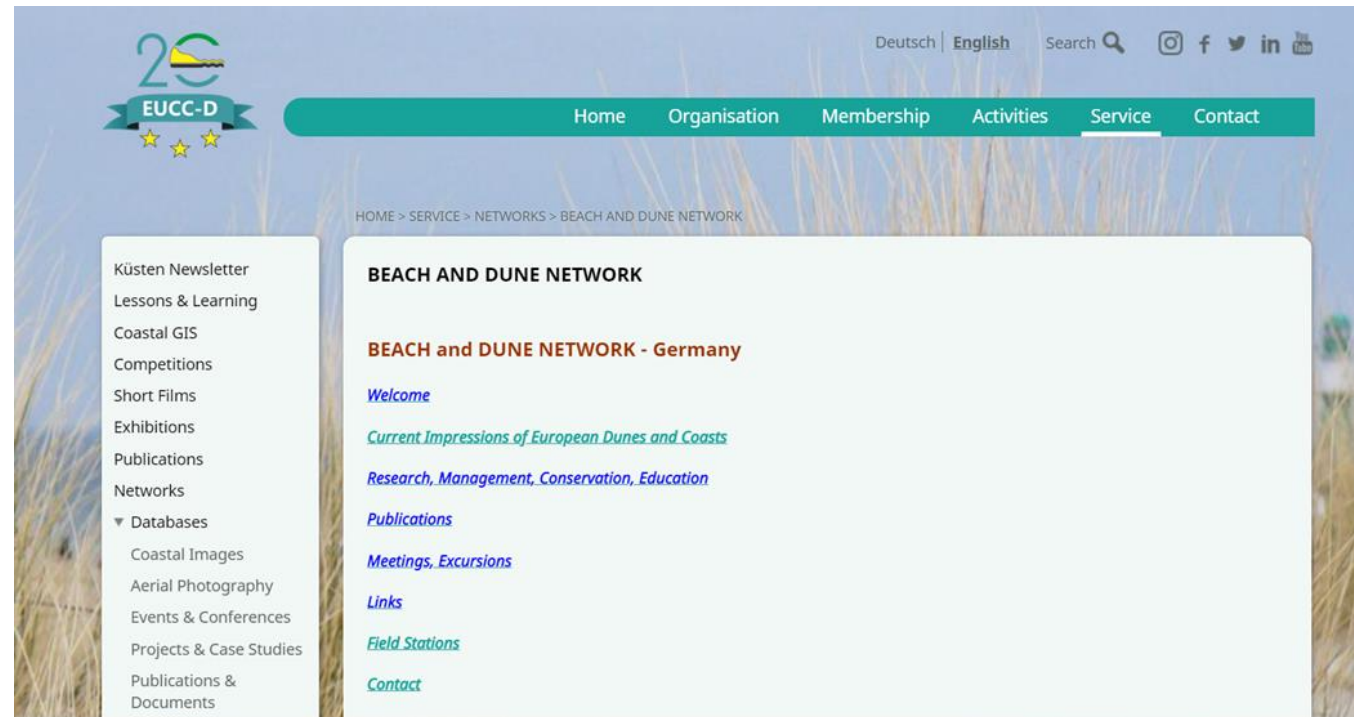 Deutsch | English Search
20
EUCC-D
Home Organisation Membership Activities Service Contact
HOME > SERVICE > NETWORKS > BEACH AND DUNE NETWORK
Küsten Newsletter
Lessons & Learning
Coastal GIS
Competitions
Short Films
Exhibitions
Publications
Networks
Databases
Coastal Images
Aerial Photography
Events & Conferences
Projects & Case Studies
Publications &
Documents
BEACH AND DUNE NETWORK
BEACH and DUNE NETWORK - Germany
Welcome
Current Impressions of European Dunes and Coasts
Research, Management, Conservation, Education
Publications
Meetings, Excursions
Links
Field Stations
Contact